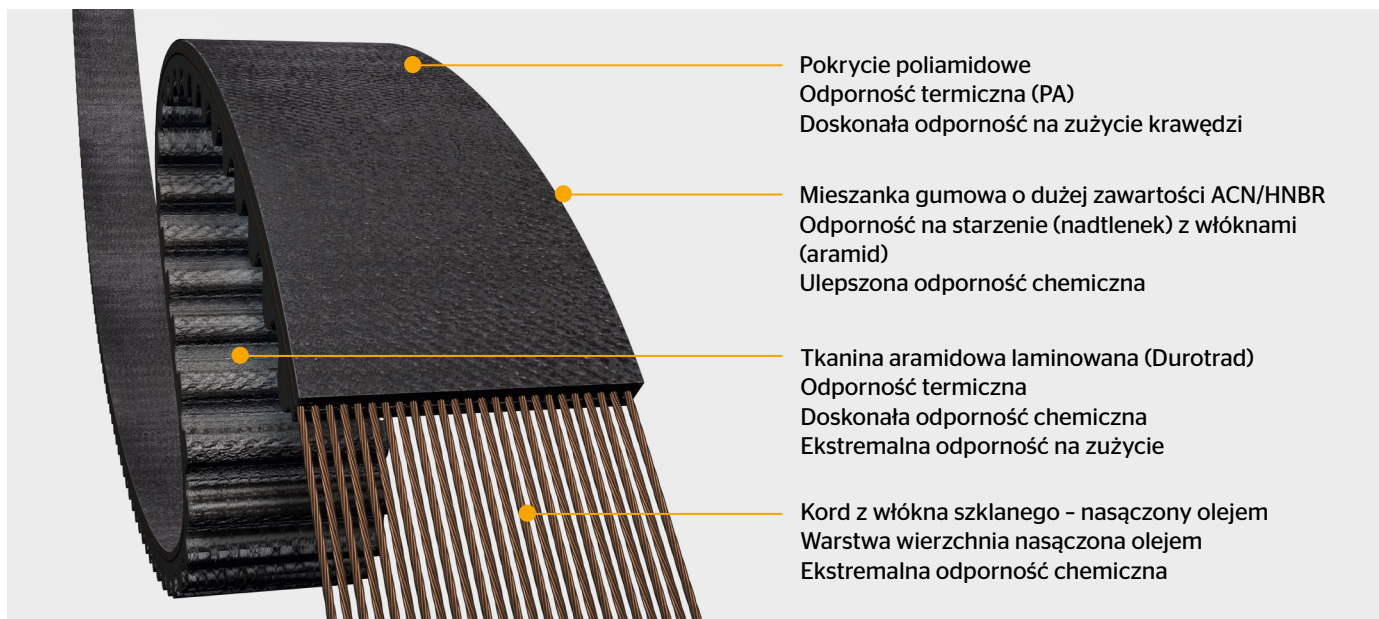 Pokrycie poliamidowe
Odporność termiczna (PA)
Doskonała odporność na zużycie krawędzi
Mieszanka gumowa o dużej zawartości ACN/HNBR
Odporność na starzenie (nadtlenek) z włóknami
(aramid)
Ulepszona odporność chemiczna
Tkanina aramidowa laminowana (Durotrad)
Odporność termiczna
Doskonała odporność chemiczna
Ekstremalna odporność na zużycie
Kord z włókna szklanego – nasączony olejem
Warstwa wierzchnia nasączona olejem
Ekstremalna odporność chemiczna